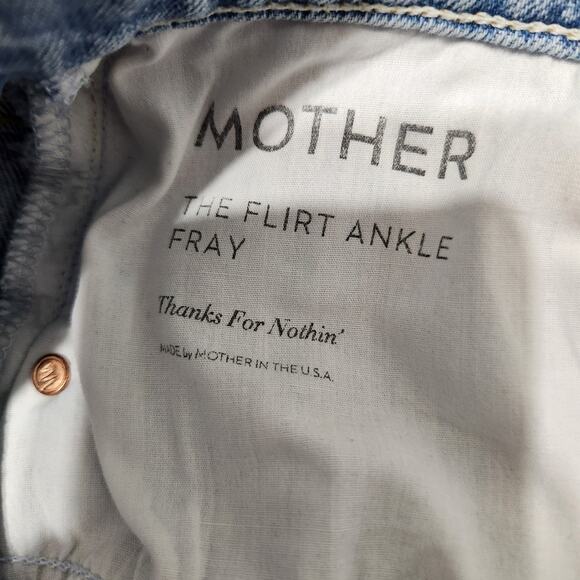 MOTHER
THE FLIRT ANKLE
FRAY
Thanks For Nothin'
MADE by MOTHER IN THE U.S.A.
M